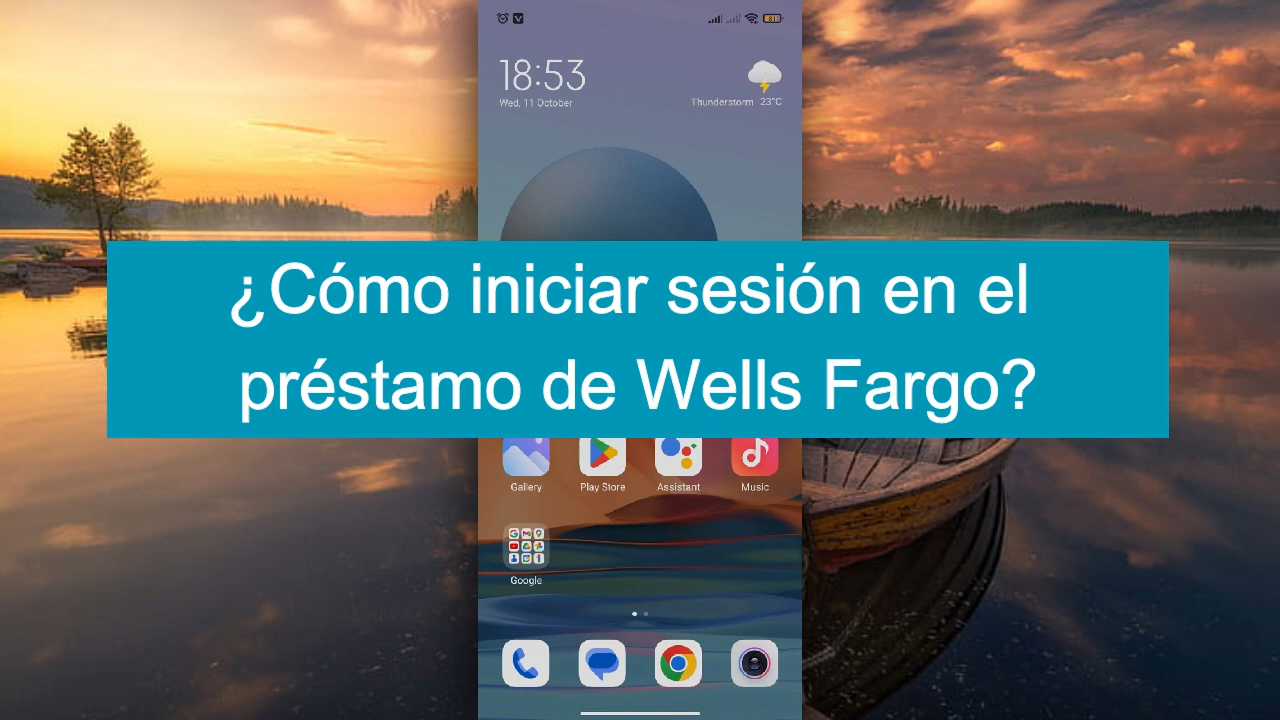 18:53
Wed, 11 October
Thunderstorm 23°C
¿Cómo iniciar sesión en el
préstamo de Wells Fargo?
Gallery Play Store Assistant Music
Google